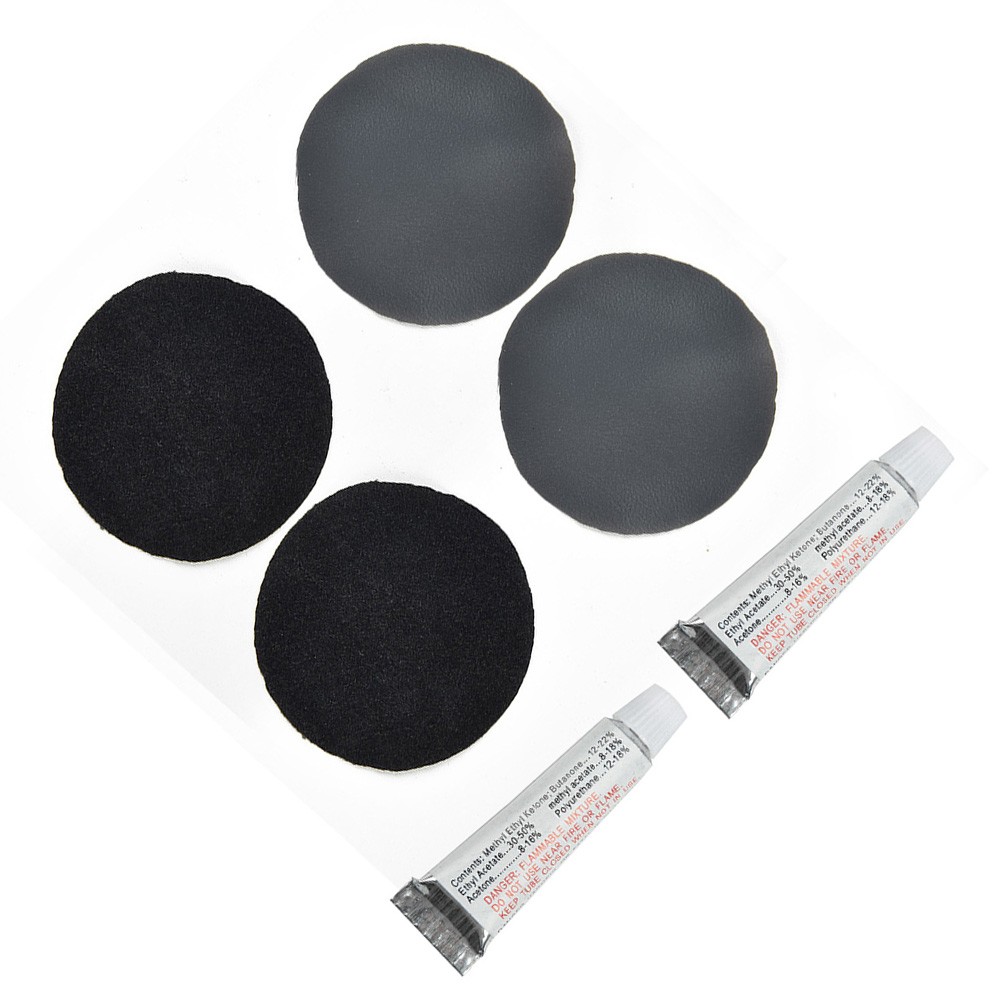 Contents: Methyl Ethyl Ketone; Butanone... 12-22%
Ethyl Acetate...30-50% methyl acetate...8-18%
Acetone............8-16% Polyurethane... 12-18%
DANGER: FLAMMABLE MIXTURE.
DO NOT USE NEAR FIRE OR FLAME.
KEEP TUBE CLOSED WHEN NOT IN USE
Contents: Methyl Ethyl Ketone; Butanone... 12-22%
Ethyl Acetate...30-50% methyl acetate...8-18%
Acetone............8-16% Polyurethane... 12-18%
DANGER: FLAMMABLE MIXTURE.
DO NOT USE NEAR FIRE OR FLAME.
KEEP TUBE CLOSED WHEN NOT IN USE